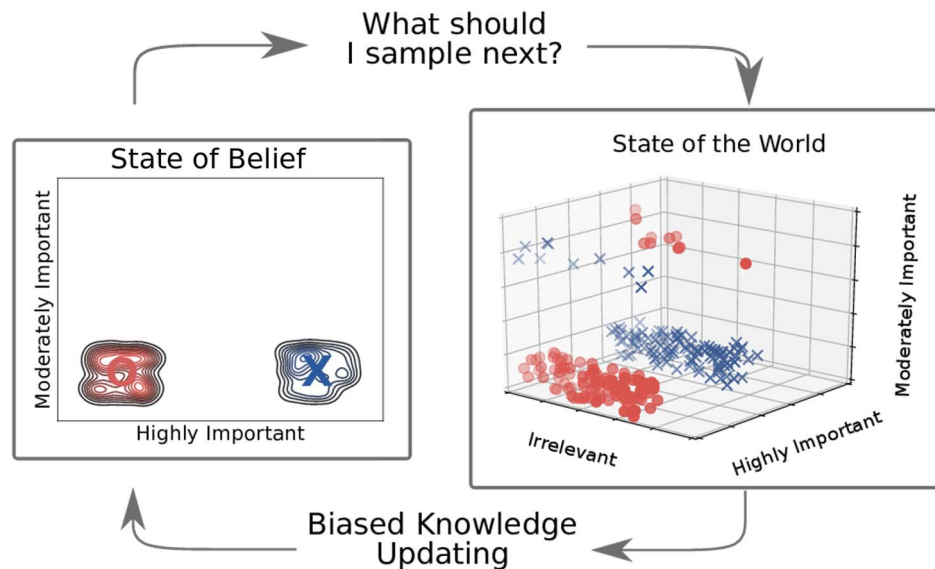 What should
I sample next?
State of Belief
Moderately Important
O
X
Highly Important
State of the World
Moderately Important
Irrelevant
Highly Important
Biased Knowledge
Updating